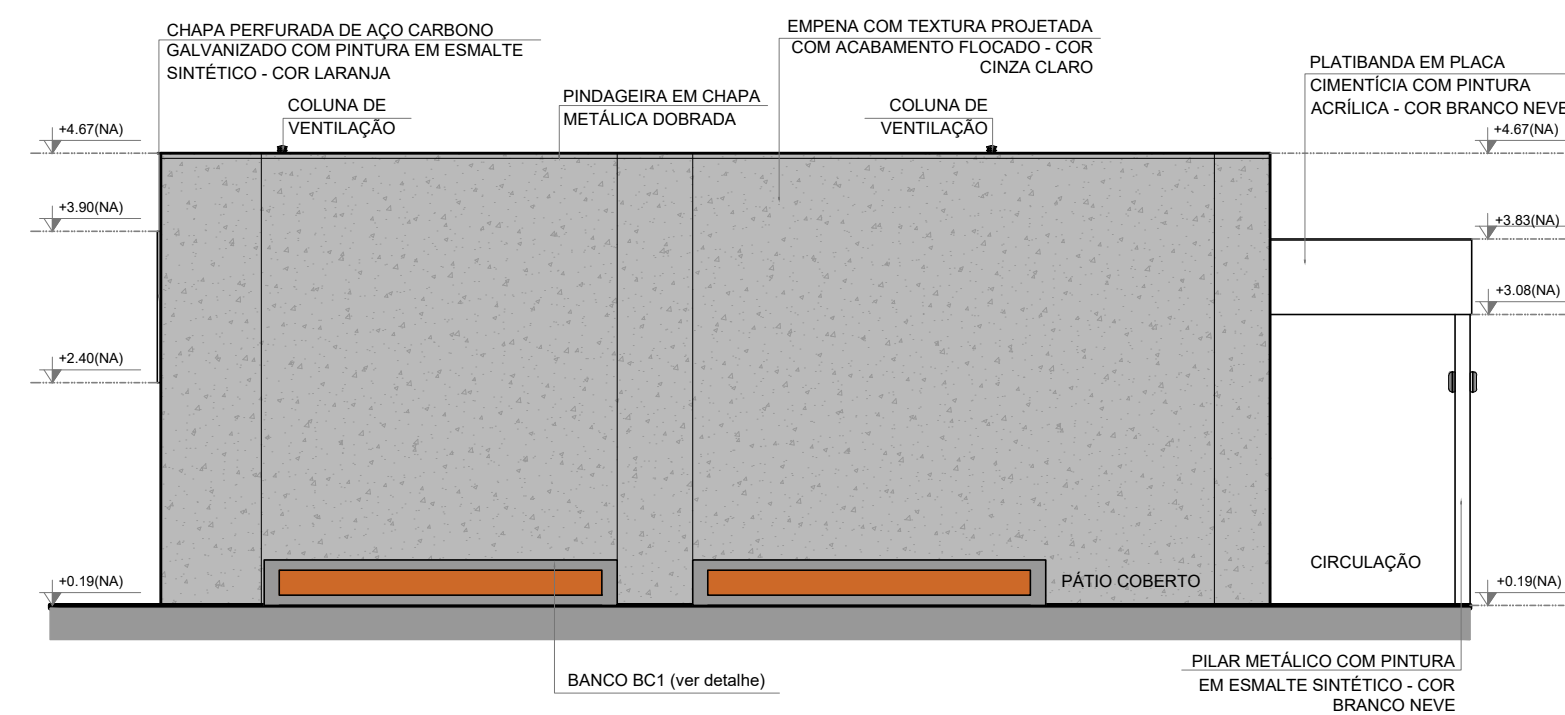 CHAPA PERFURADA DE AÇO CARBONO
GALVANIZADO COM PINTURA EM ESMALTE
SINTÉTICO - COR LARANJA
EMPENA COM TEXTURA PROJETADA
COM ACABAMENTO FLOCADO - COR
CINZA CLARO
PLATIBANDA EM PLACA
CIMENTÍCIA COM PINTURA
ACRÍLICA - COR BRANCO NEVE
COLUNA DE
VENTILAÇÃO
PINDAGEIRA EM CHAPA
METÁLICA DOBRADA
COLUNA DE
VENTILAÇÃO
+4.67(NA)
+4.67(NA)
+3.90(NA)
+3.83(NA)
+3.08(NA)
+2.40(NA)
CIRCULAÇÃO
PÁTIO COBERTO
+0.19(NA)
+0.19(NA)
BANCO BC1 (ver detalhe)
PILAR METÁLICO COM PINTURA
EM ESMALTE SINTÉTICO - COR
BRANCO NEVE